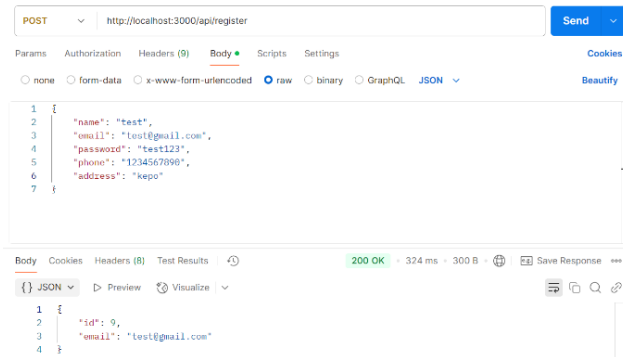 POST http://localhost:3000/api/register Send
Params Authorization Headers (9) Body Scripts Settings Cookies
none form-data x-www-form-urlencoded raw binary GraphQL JSON Beautify
1 {
2 "name": "test",
3 "email": "test@gmail.com",
4 "password": "test123",
5 "phone": "1234567890",
6 "address": "kepo"
7 }
Body Cookies Headers (8) Test Results 200 OK • 324 ms • 300 B • Save Response
{} JSON Preview Visualize
1 {
2 "id": 9,
3 "email": "test@gmail.com"
4 }